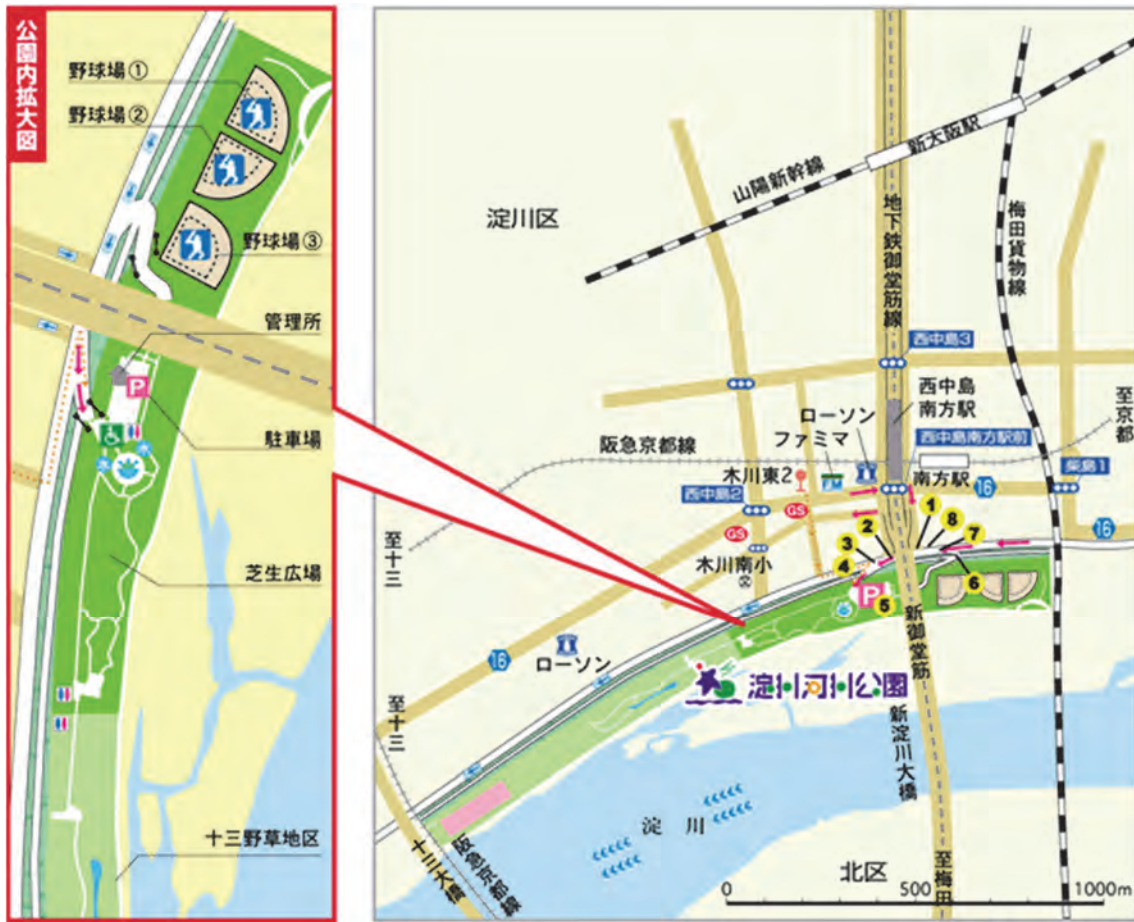 公園内拡大図
野球場①
野球場②
野球場③
管理所
P
駐車場
芝生広場
十三野草地区
新大阪駅
山陽新幹線
淀川区
地下鉄御堂筋線
梅田貨物線
西中島3
西中島
南方駅
ローソン
ファミマ
阪急京都線
西中島南方駅前
至京都
南方駅
柴島1
木川東2
西中島2
16
16
GS
GS
1
2
8
7
3
4
6
5
P
木川南小
文
至十三
新御堂筋
16
ローソン
淀川河川公園
至十三
新淀川大橋
淀川
十三大橋
阪急京都線
北区
至梅田
0 500 1000m